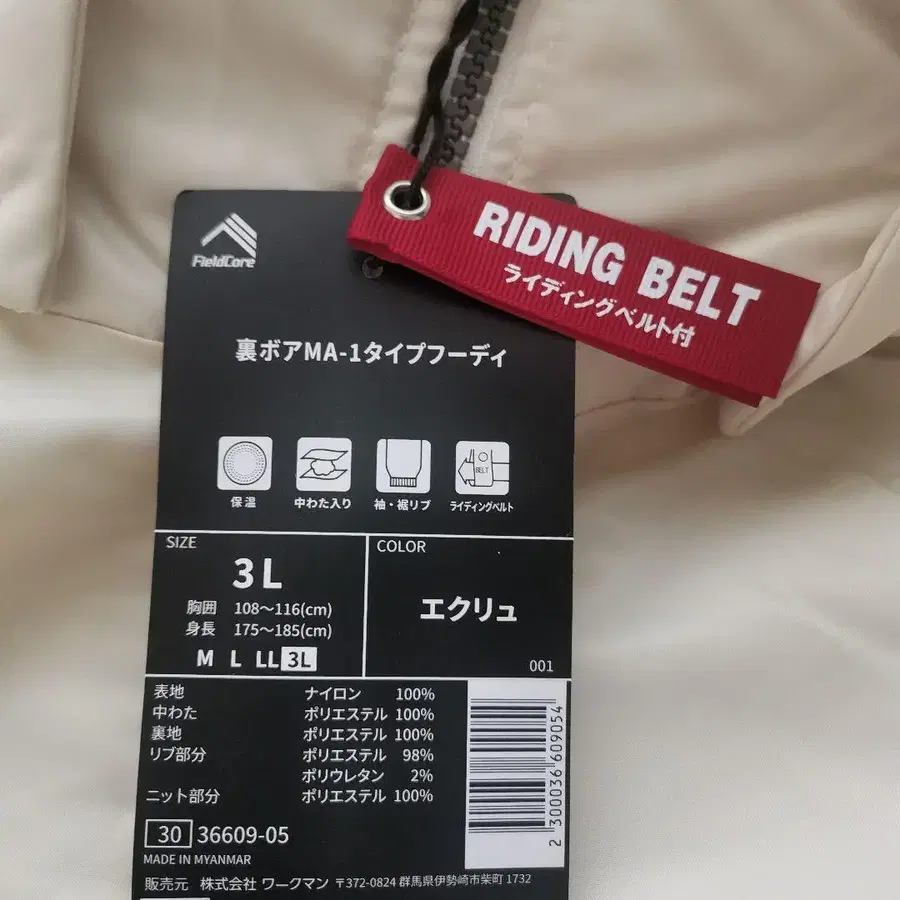 RIDING BELT
ライディングベルト付
FieldCore
裏ボアMA-1タイプフーディ
保温 中わた入り 袖・裾リブ ライディングベルト
BELT
SIZE
3L
胸囲 108～116(cm)
身長 175～185(cm)
M L LL 3L
COLOR
エクリュ
001
表地 ナイロン 100%
中わた ポリエステル 100%
裏地 ポリエステル 100%
リブ部分 ポリエステル 98%
ポリウレタン 2%
ニット部分 ポリエステル 100%
2 300036 609054
30 36609-05
MADE IN MYANMAR
販売元 株式会社 ワークマン 〒372-0824 群馬県伊勢崎市柴町 1732